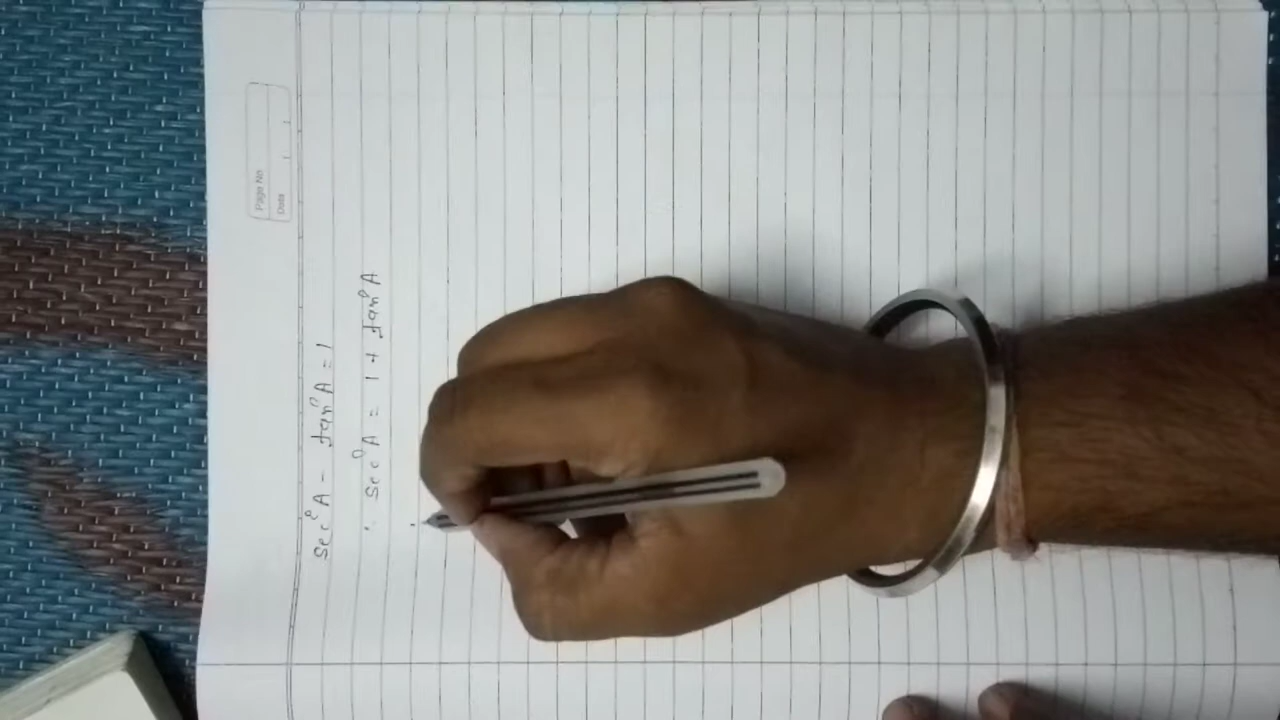 Page No
Date
sec²A - tan²A = 1
∴ sec²A = 1 + tan²A